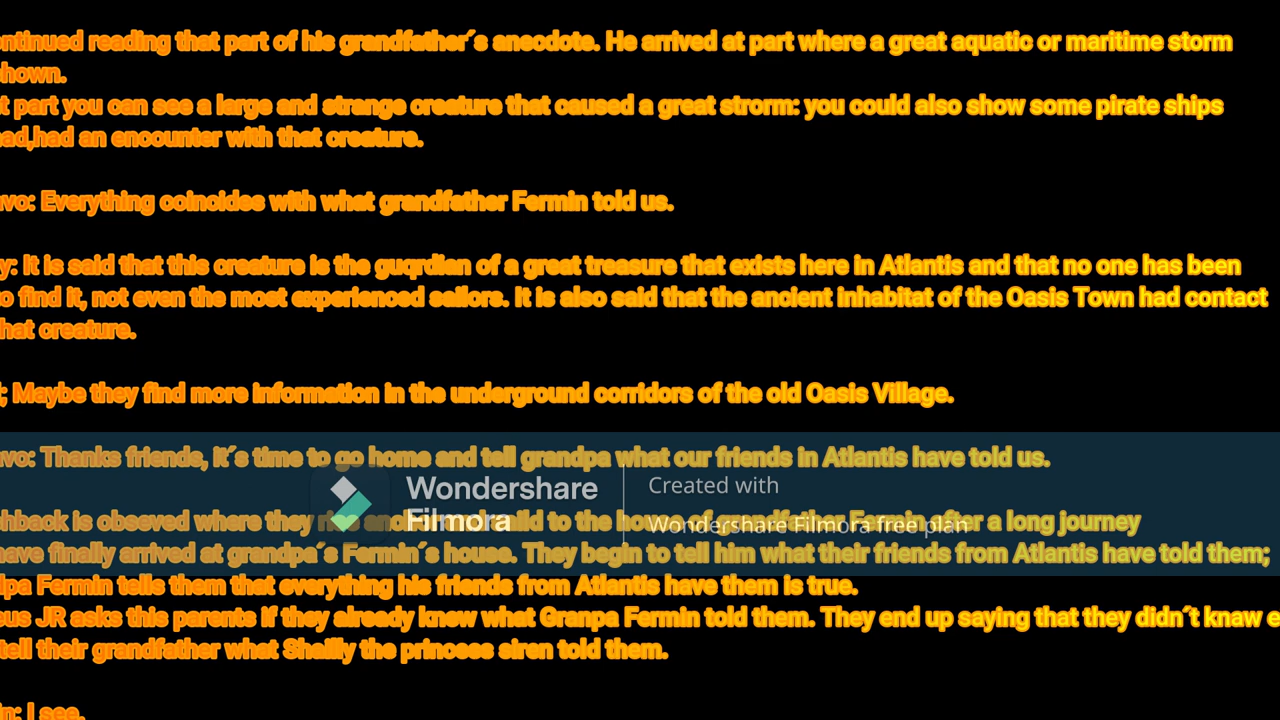 ontinued reading that part of his grandfather´s anecdote. He arrived at part where a great aquatic or maritime storm
hown.
t part you can see a large and strange creature that caused a great strorm: you could also show some pirate ships
ad,had an encounter with that creature.
vo: Everything coincides with what grandfather Fermin told us.
y: It is said that this creature is the guqrdian of a great treasure that exists here in Atlantis and that no one has been
o find it, not even the most experienced sailors. It is also said that the ancient inhabitat of the Oasis Town had contact
hat creature.
; Maybe they find more information in the underground corridors of the old Oasis Village.
vo: Thanks friends, it´s time to go home and tell grandpa what our friends in Atlantis have told us.
Wondershare
Filmora
Created with
Wondershare Filmora free plan
hback is obseved where they to the of grandfather Fermin after a long journey
have finally arrived at grandpa´s Fermin´s house. They begin to tell him what their friends from Atlantis have told them;
lpa Fermin tells them that everything his friends from Atlantis have them is true.
sus JR asks this parents if they already knew what Granpa Fermin told them. They end up saying that they didn´t knaw e
tell their grandfather what Shailly the princess siren told them.
n: I see.